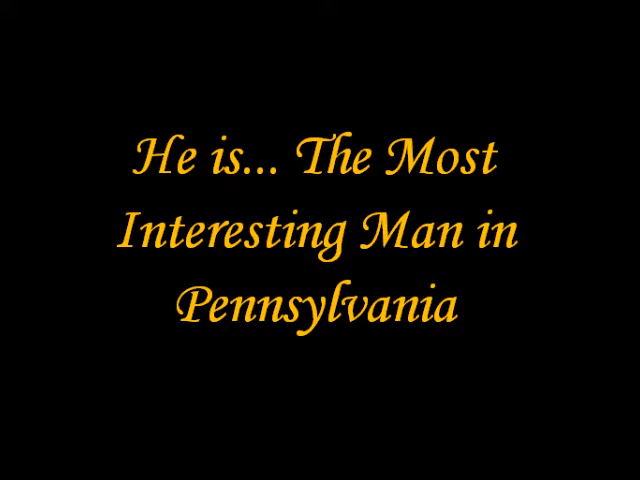 He is... The Most
Interesting Man in
Pennsylvania